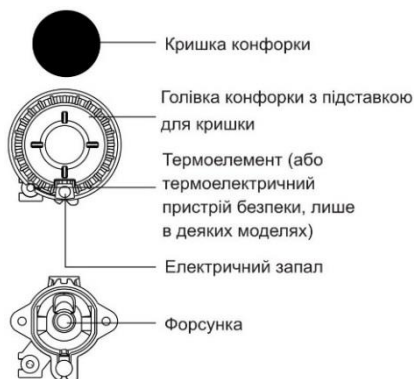 Кришка конфорки
Голівка конфорки з підставкою
для кришки
Термоелемент (або
термоелектричний
пристрій безпеки, лише
в деяких моделях)
Електричний запал
Форсунка